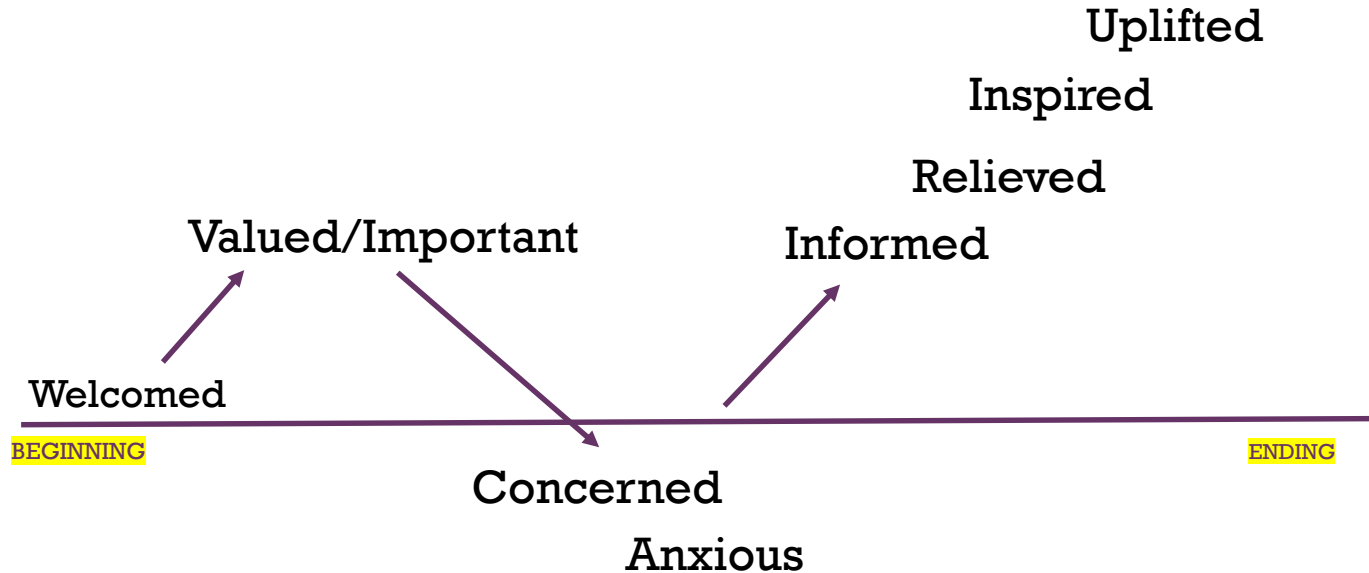 Uplifted
Inspired
Relieved
Valued/Important
Informed
Welcomed
BEGINNING
ENDING
Concerned
Anxious